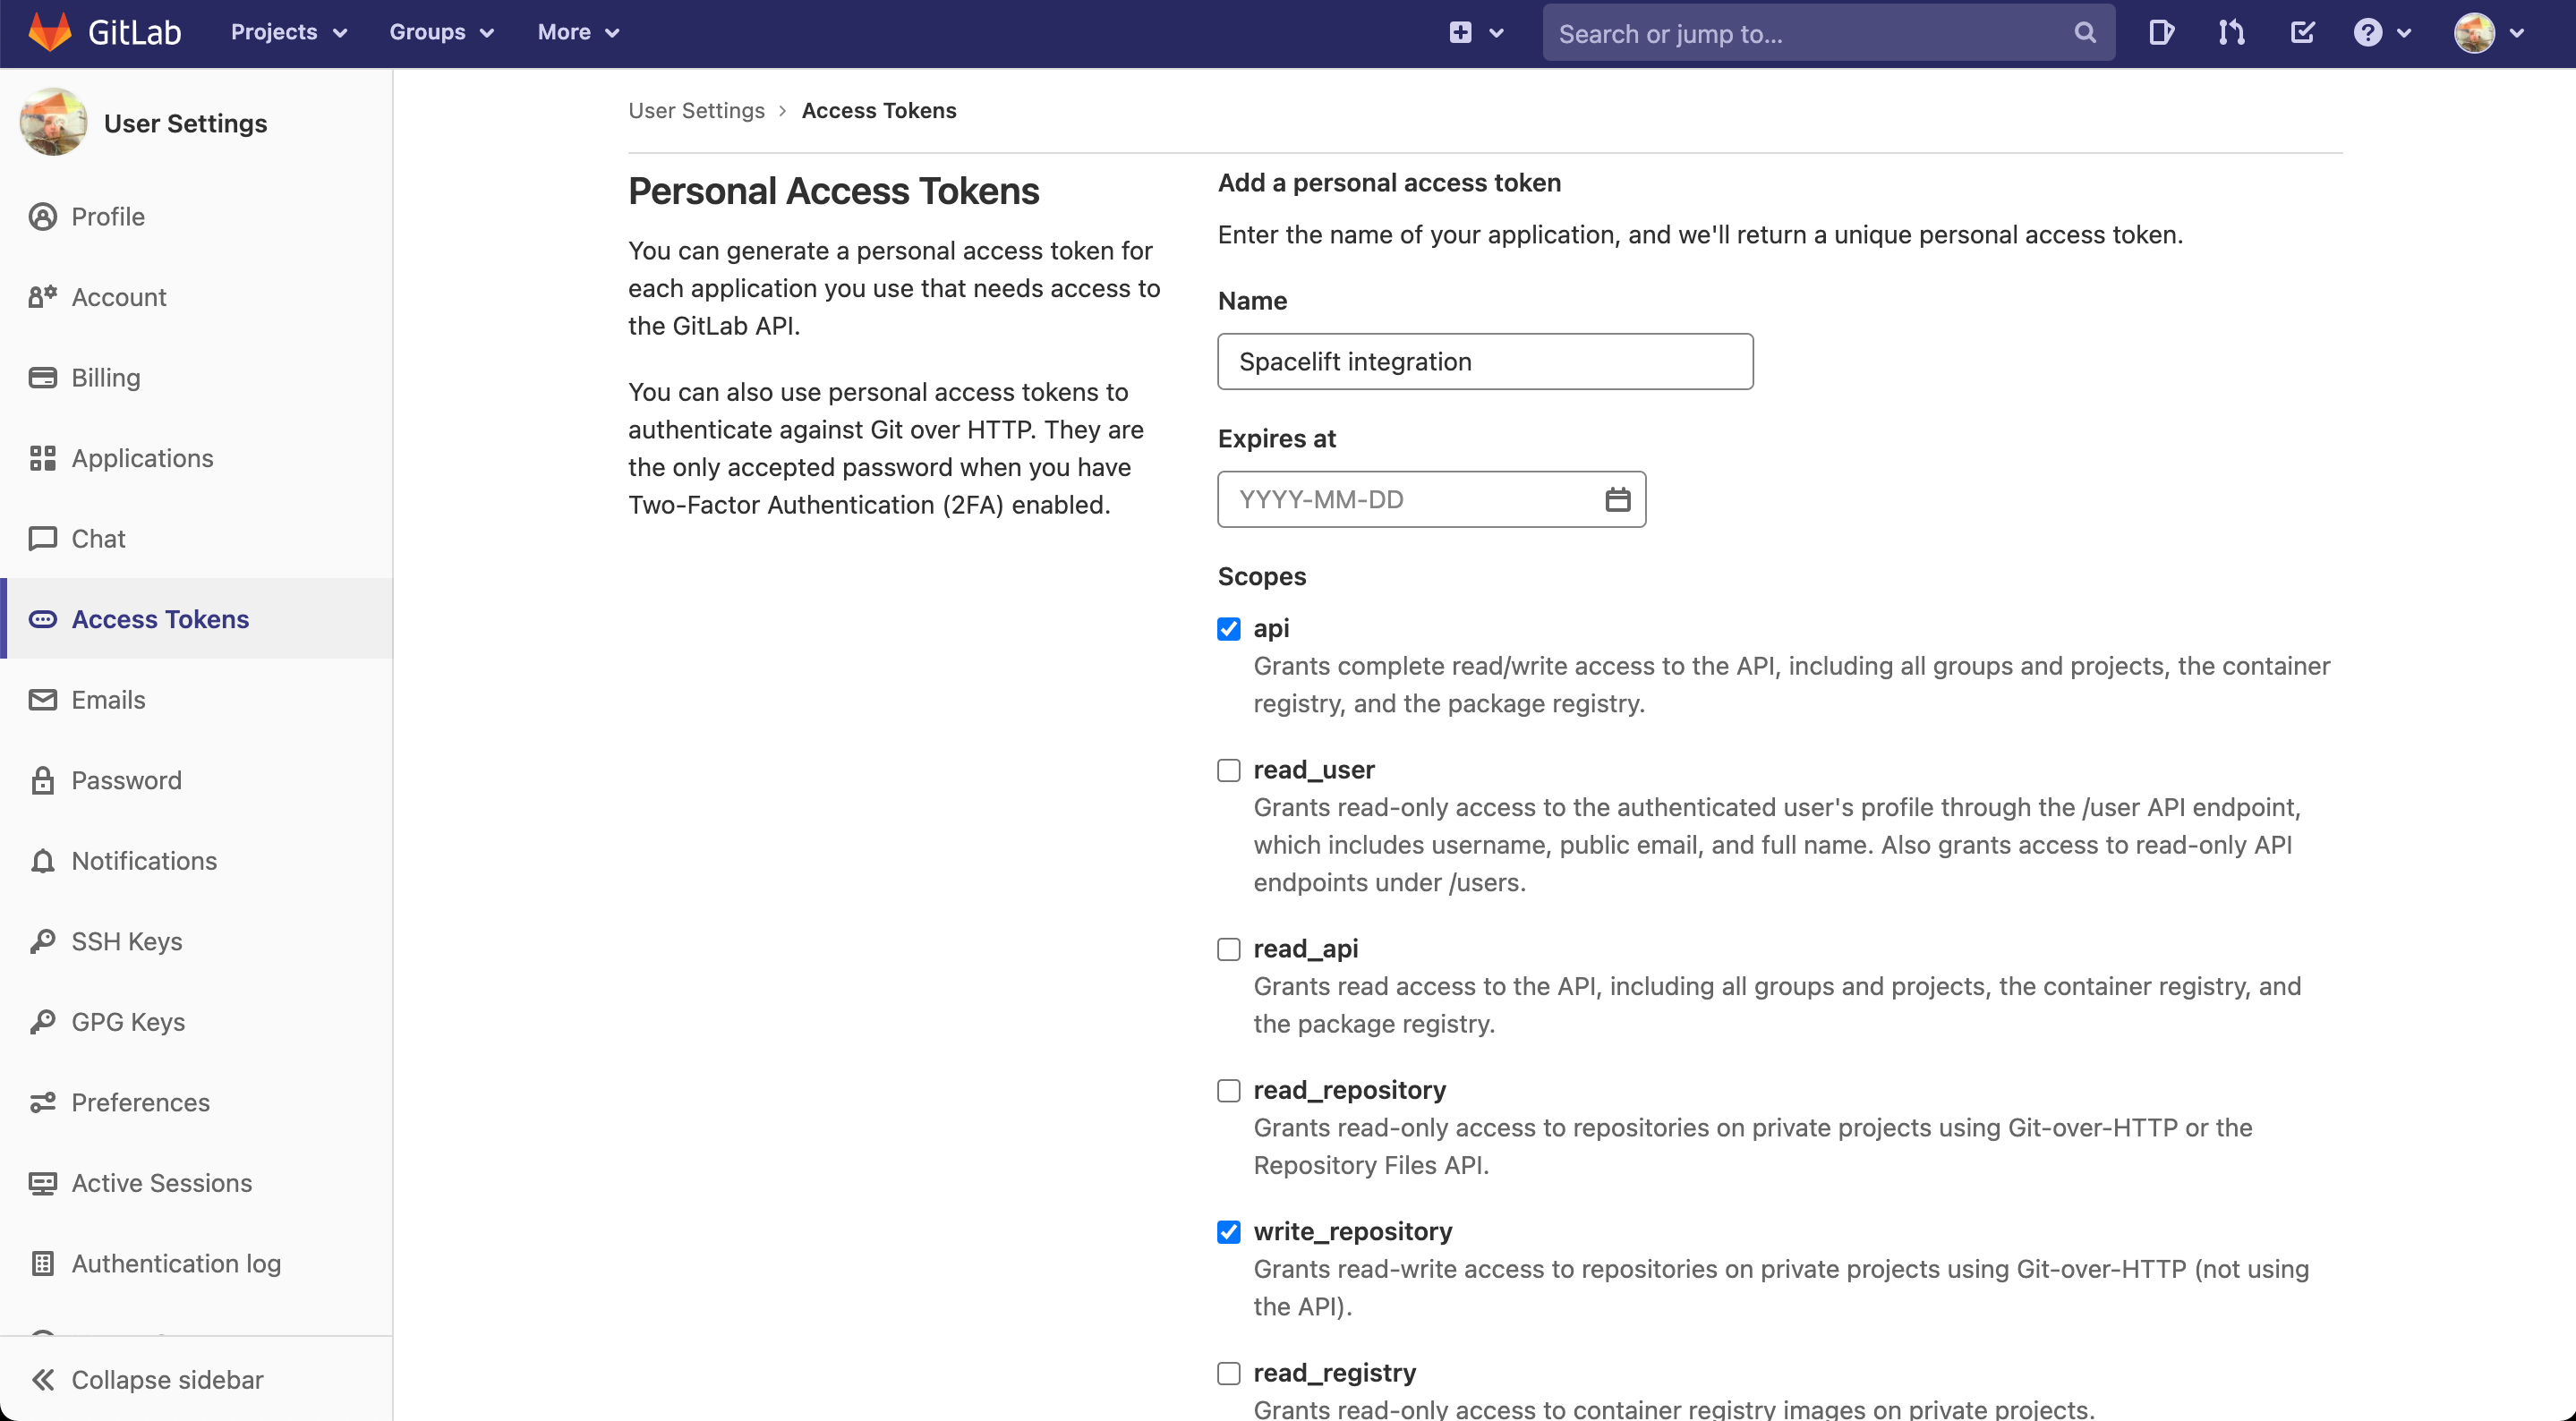 GitLab
Projects
Groups
More
Search or jump to...
User Settings
Profile
Account
Billing
Applications
Chat
Access Tokens
Emails
Password
Notifications
SSH Keys
GPG Keys
Preferences
Active Sessions
Authentication log
Collapse sidebar
User Settings > Access Tokens
Personal Access Tokens
You can generate a personal access token for
each application you use that needs access to
the GitLab API.
You can also use personal access tokens to
authenticate against Git over HTTP. They are
the only accepted password when you have
Two-Factor Authentication (2FA) enabled.
Add a personal access token
Enter the name of your application, and we'll return a unique personal access token.
Name
Spacelift integration
Expires at
YYYY-MM-DD
Scopes
api
Grants complete read/write access to the API, including all groups and projects, the container
registry, and the package registry.
read_user
Grants read-only access to the authenticated user's profile through the /user API endpoint,
which includes username, public email, and full name. Also grants access to read-only API
endpoints under /users.
read_api
Grants read access to the API, including all groups and projects, the container registry, and
the package registry.
read_repository
Grants read-only access to repositories on private projects using Git-over-HTTP or the
Repository Files API.
write_repository
Grants read-write access to repositories on private projects using Git-over-HTTP (not using
the API).
read_registry
Grants read-only access to container registry images on private projects.